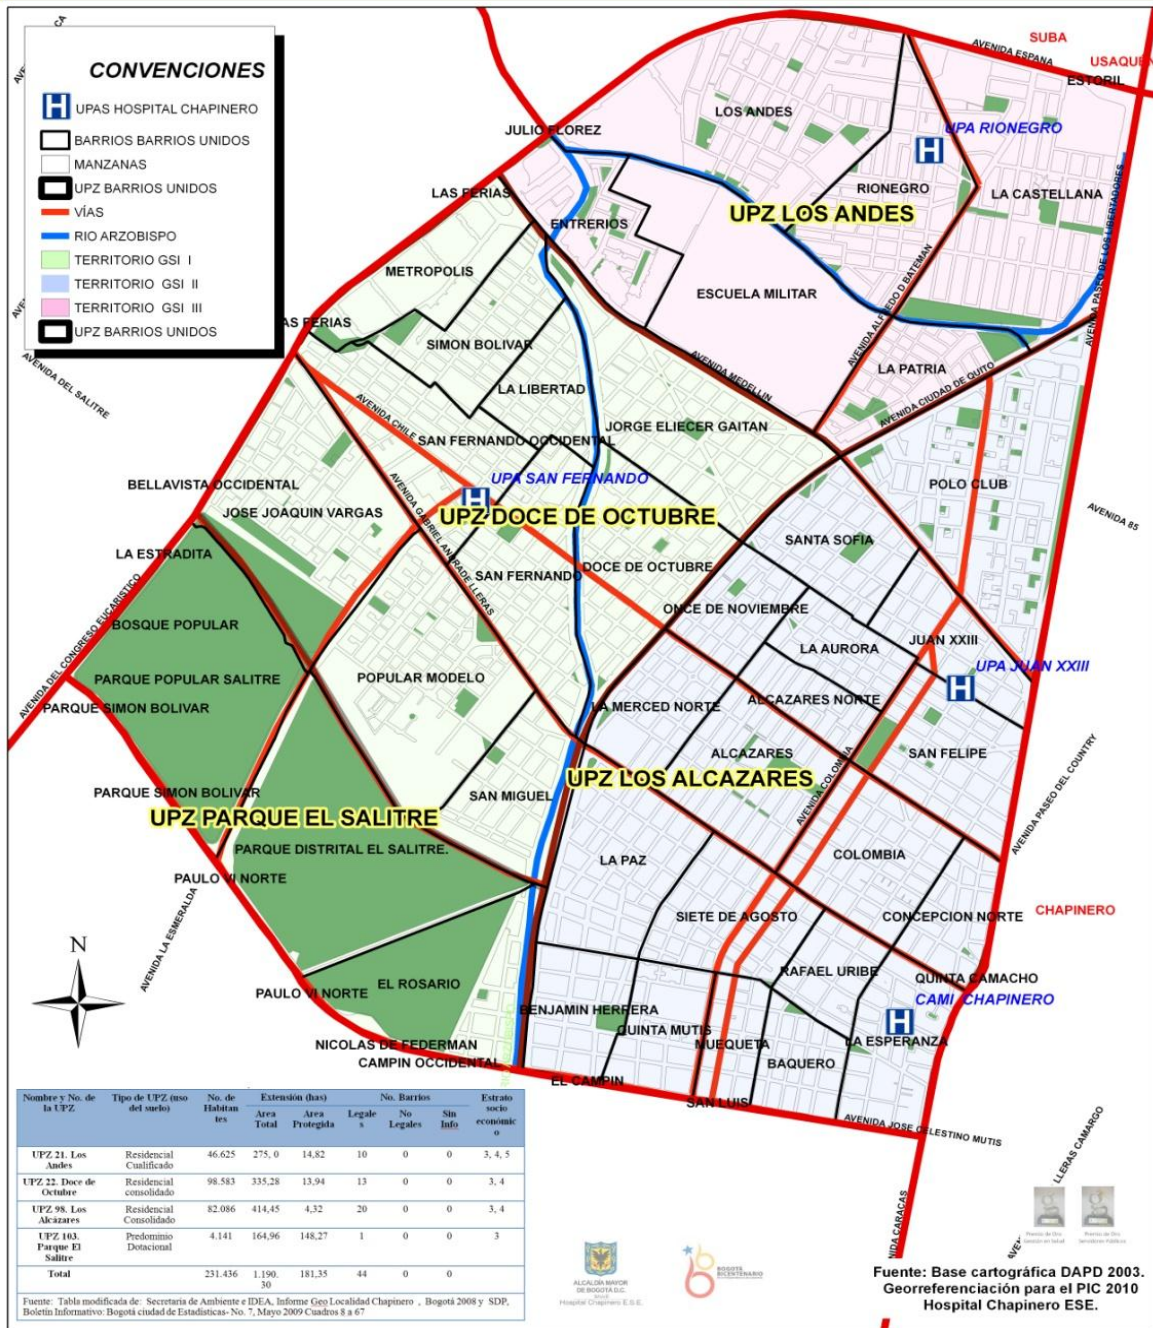 CONVENCIONES
UPAS HOSPITAL CHAPINERO
BARRIOS BARRIOS UNIDOS
MANZANAS
UPZ BARRIOS UNIDOS
VÍAS
RIO ARZOBISPO
TERRITORIO GSI I
TERRITORIO GSI II
TERRITORIO GSI III
UPZ BARRIOS UNIDOS
SUBA
AVENIDA ESPAÑA
USAQUEN
ESTORIL
LOS ANDES
JULIO FLOREZ
UPA RIONEGRO
H
RIONEGRO
LA CASTELLANA
LAS FERIAS
UPZ LOS ANDES
ENTRERIOS
METROPOLIS
ESCUELA MILITAR
AVENIDA ALFREDO D BATEMAN
AVENIDA PASEO DE LOS LIBERTADORES
AS FERIAS
SIMON BOLIVAR
AVENIDA MEDELLIN
LA PATRIA
AVENIDA CIUDAD DE QUITO
AVENIDA DEL SALITRE
LA LIBERTAD
AVENIDA CHILE
SAN FERNANDO OCCIDENTAL
JORGE ELIECER GAITAN
UPA SAN FERNANDO
H
BELLAVISTA OCCIDENTAL
POLO CLUB
JOSE JOAQUIN VARGAS
AVENIDA GABRIEL ANDRADE LLERAS
UPZ DOCE DE OCTUBRE
AVENIDA 85
SANTA SOFIA
LA ESTRADITA
SAN FERNANDO
DOCE DE OCTUBRE
AVENIDA DEL CONGRESO EUCARISTICO
ONCE DE NOVIEMBRE
BOSQUE POPULAR
JUAN XXIII
LA AURORA
UPA JUAN XXIII
H
PARQUE POPULAR SALITRE
POPULAR MODELO
PARQUE SIMON BOLIVAR
LA MERCED NORTE
ALCAZARES NORTE
ALCAZARES
SAN FELIPE
UPZ LOS ALCAZARES
AVENIDA COLOMBIA
AVENIDA PASEO DEL COUNTRY
PARQUE SIMON BOLIVAR
SAN MIGUEL
UPZ PARQUE EL SALITRE
PARQUE DISTRITAL EL SALITRE.
LA PAZ
COLOMBIA
PAULO VI NORTE
SIETE DE AGOSTO
CONCEPCION NORTE
CHAPINERO
AVENIDA LA ESMERALDA
N
RAFAEL URIBE
QUINTA CAMACHO
EL ROSARIO
PAULO VI NORTE
CAMI CHAPINERO
H
BENJAMIN HERRERA
QUINTA MUTIS
NICOLAS DE FEDERMAN
MUEQUETA
LA ESPERANZA
CAMPIN OCCIDENTAL
BAQUERO
EL CAMPIN
SAN LUIS
AVENIDA JOSE CELESTINO MUTIS
LLERAS CAMARGO
Nombre y No. de la UPZ Tipo de UPZ (uso del suelo) No. de Habitan tes Extensión (has) No. Barrios Estrato socio económic o
Area Total Area Protegida Legale s No Legales Sin Info
UPZ 21. Los Andes Residencial Cualificado 46.625 275, 0 14,82 10 0 0 3, 4, 5
UPZ 22. Doce de Octubre Residencial consolidado 98.583 335,28 13,94 13 0 0 3, 4
UPZ 98. Los Alcázares Residencial Consolidado 82.086 414,45 4,32 20 0 0 3, 4
UPZ 103. Parque El Salitre Predominio Dotacional 4.141 164,96 148,27 1 0 0 3
Total 231.436 1.190, 30 181,35 44 0 0
Fuente: Tabla modificada de: Secretaria de Ambiente e IDEA, Informe Geo Localidad Chapinero , Bogotá 2008 y SDP,
Boletín Informativo: Bogotá ciudad de Estadísticas- No. 7, Mayo 2009 Cuadros 8 a 67
ALCALDÍA MAYOR
DE BOGOTÁ D.C.
Hospital Chapinero E.S.E.
BOGOTÁ
BICENTENARIO
Fuente: Base cartográfica DAPD 2003.
Georreferenciación para el PIC 2010
Hospital Chapinero ESE.